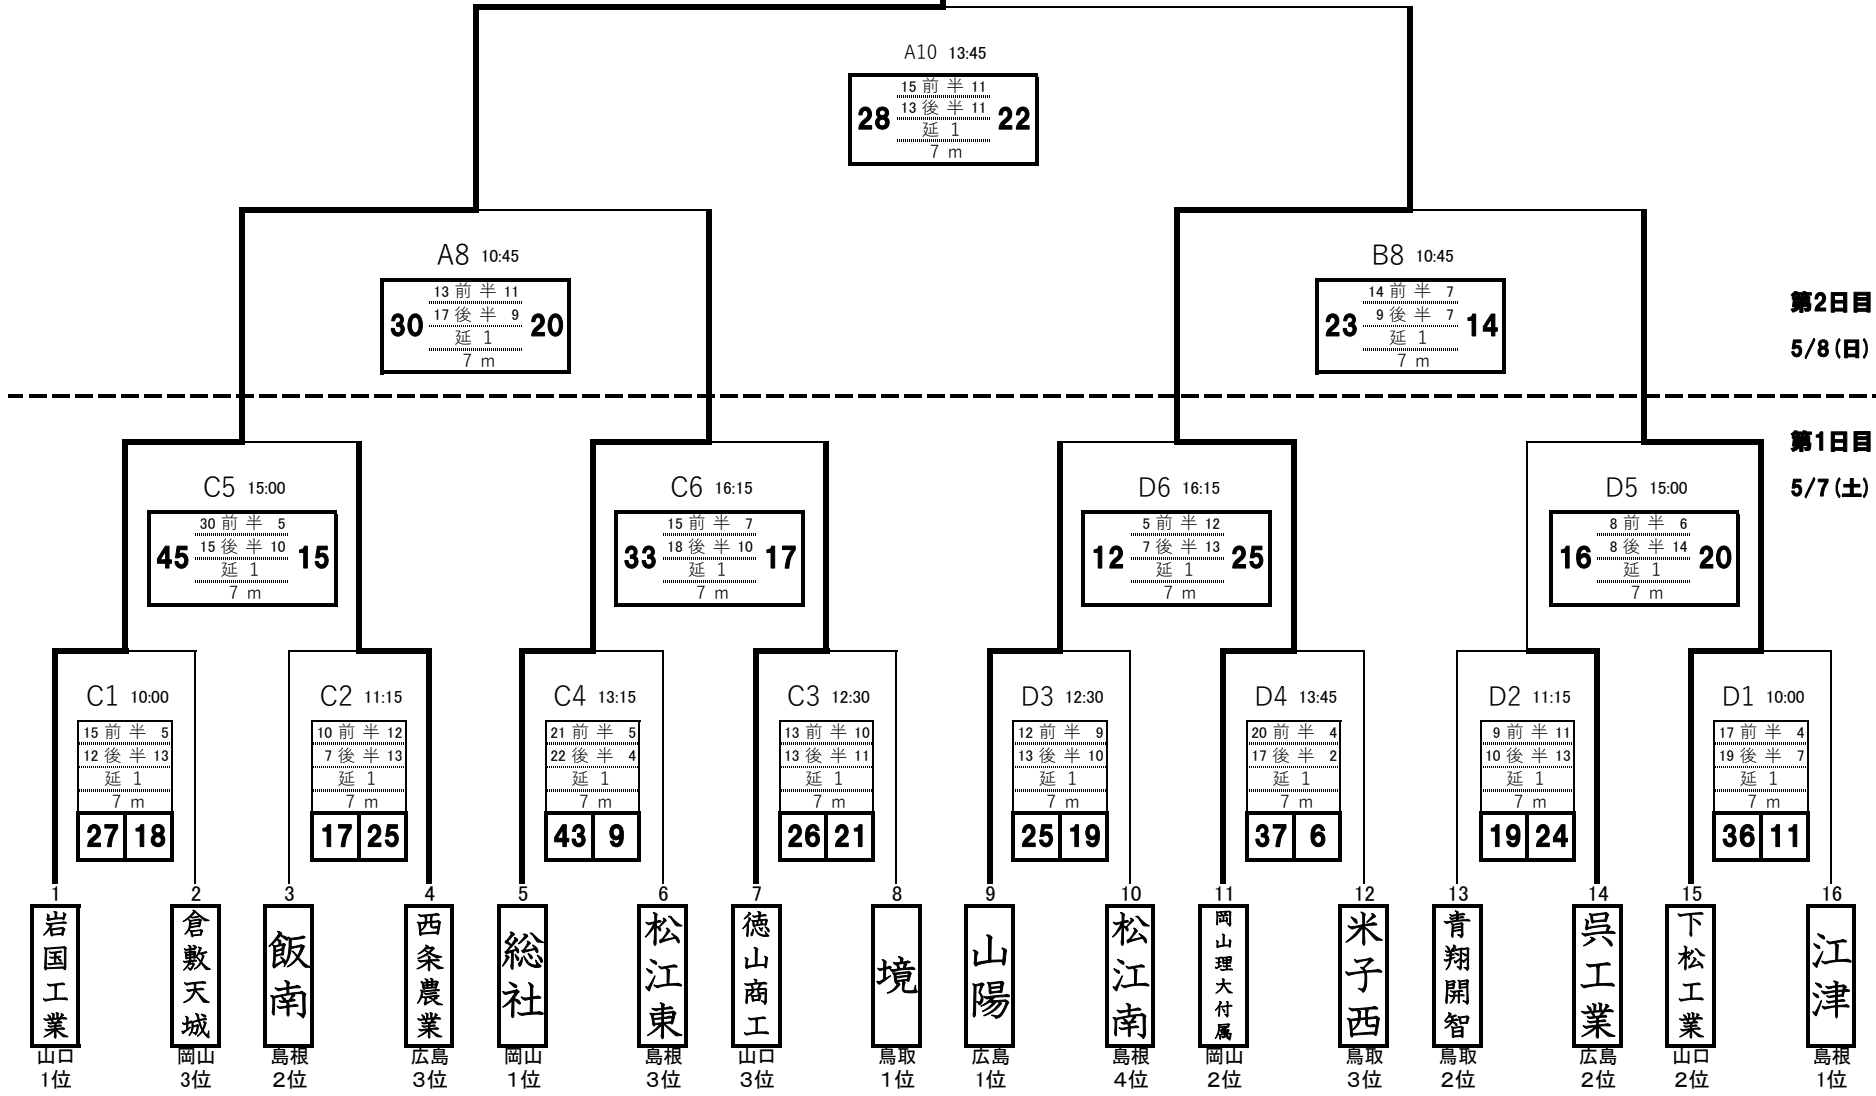 A10 13:45
15 前 半 11
28 13 後 半 11 22
延 1
7 m
A8 10:45
13 前 半 11
30 17 後 半 9 20
延 1
7 m
B8 10:45
14 前 半 7
23 9 後 半 7 14
延 1
7 m
第2日目
5/8(日)
第1日目
5/7(土)
C5 15:00
30 前 半 5
45 15 後 半 10 15
延 1
7 m
C6 16:15
15 前 半 7
33 18 後 半 10 17
延 1
7 m
D6 16:15
5 前 半 12
12 7 後 半 13 25
延 1
7 m
D5 15:00
8 前 半 6
16 8 後 半 14 20
延 1
7 m
C1 10:00
15 前 半 5
12 後 半 13
延 1
7 m
27 18
C2 11:15
10 前 半 12
7 後 半 13
延 1
7 m
17 25
C4 13:15
21 前 半 5
22 後 半 4
延 1
7 m
43 9
C3 12:30
13 前 半 10
13 後 半 11
延 1
7 m
26 21
D3 12:30
12 前 半 9
13 後 半 10
延 1
7 m
25 19
D4 13:45
20 前 半 4
17 後 半 2
延 1
7 m
37 6
D2 11:15
9 前 半 11
10 後 半 13
延 1
7 m
19 24
D1 10:00
17 前 半 4
19 後 半 7
延 1
7 m
36 11
1
岩国工業
山口
1位
2
倉敷天城
岡山
3位
3
飯南
島根
2位
4
西条農業
広島
3位
5
総社
岡山
1位
6
松江東
島根
3位
7
徳山商工
山口
3位
8
境
鳥取
1位
9
山陽
広島
1位
10
松江南
島根
4位
11
岡山理大付属
岡山
2位
12
米子西
鳥取
3位
13
青翔開智
鳥取
2位
14
呉工業
広島
2位
15
下松工業
山口
2位
16
江津
島根
1位